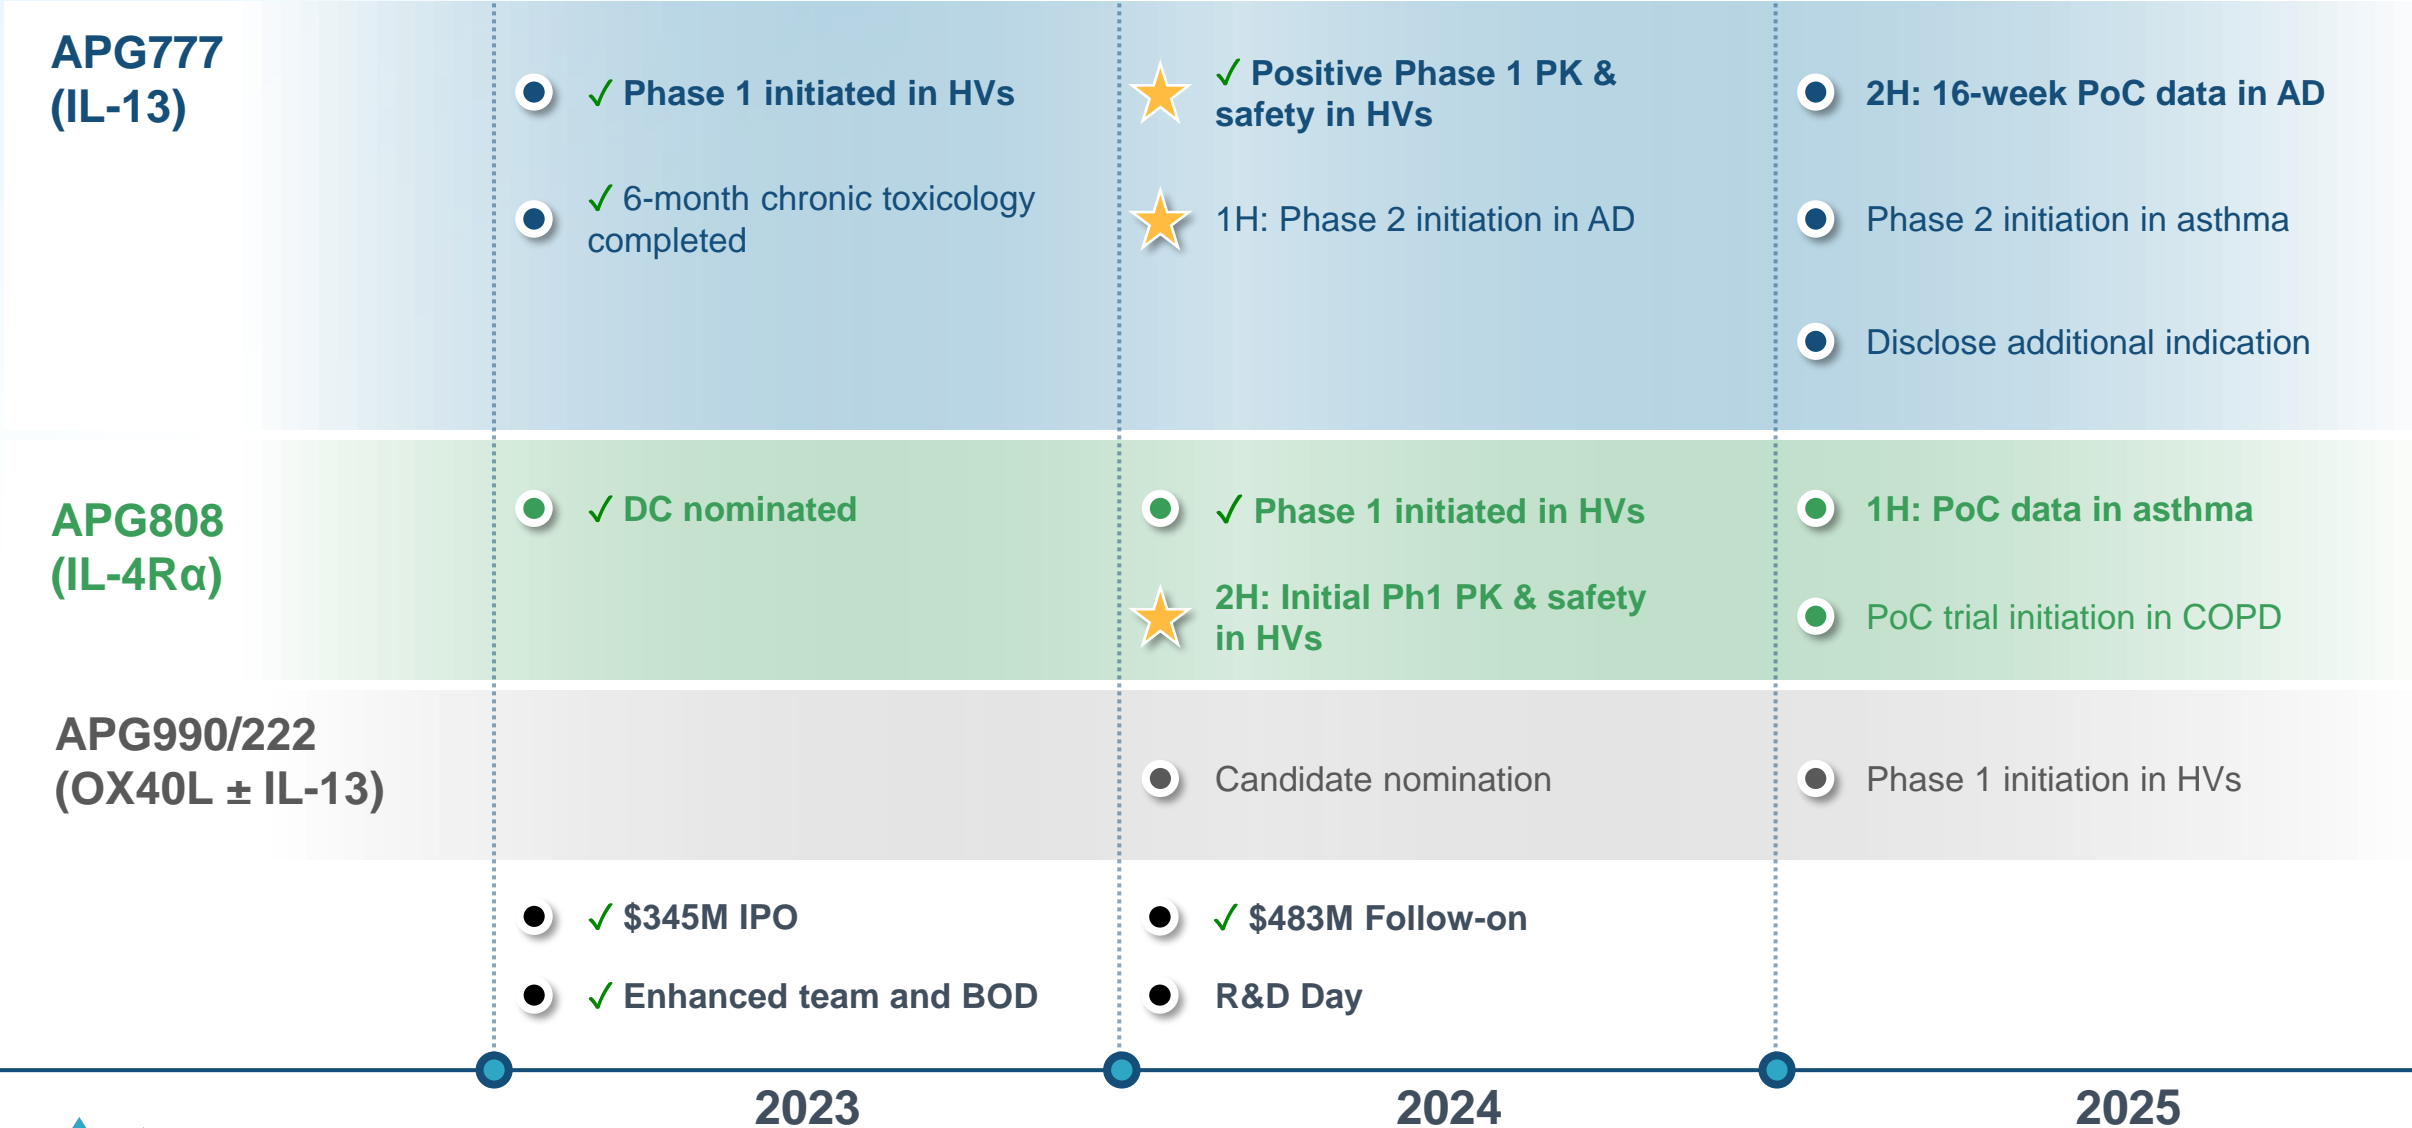 APG777
(IL-13)
✓ Phase 1 initiated in HVs
✓ 6-month chronic toxicology
completed
✓ Positive Phase 1 PK &
safety in HVs
1H: Phase 2 initiation in AD
2H: 16-week PoC data in AD
Phase 2 initiation in asthma
Disclose additional indication
APG808
(IL-4Rα)
✓ DC nominated
✓ Phase 1 initiated in HVs
2H: Initial Ph1 PK & safety
in HVs
1H: PoC data in asthma
PoC trial initiation in COPD
APG990/222
(OX40L ± IL-13)
Candidate nomination
Phase 1 initiation in HVs
✓ $345M IPO
✓ Enhanced team and BOD
✓ $483M Follow-on
R&D Day
2023
2024
2025